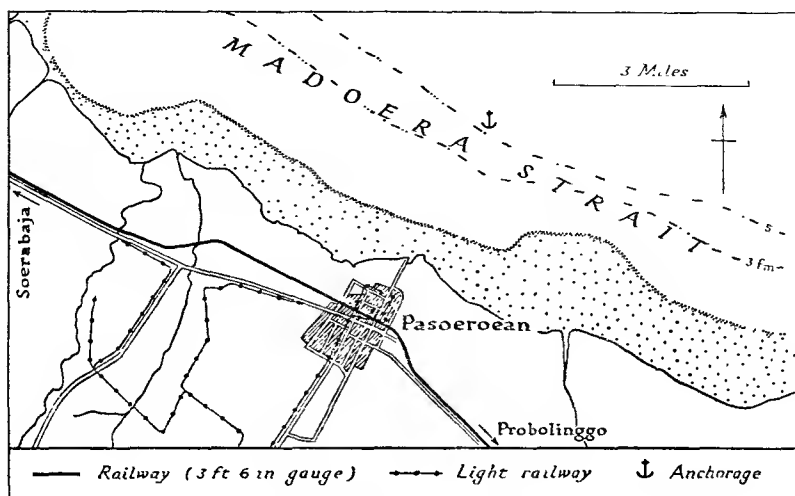 MADOERA STRAIT
3 Miles
5
3 fm
Soerabaja
Pasoeroean
Probolinggo
Railway (3 ft 6 in gauge)
Light railway
Anchorage